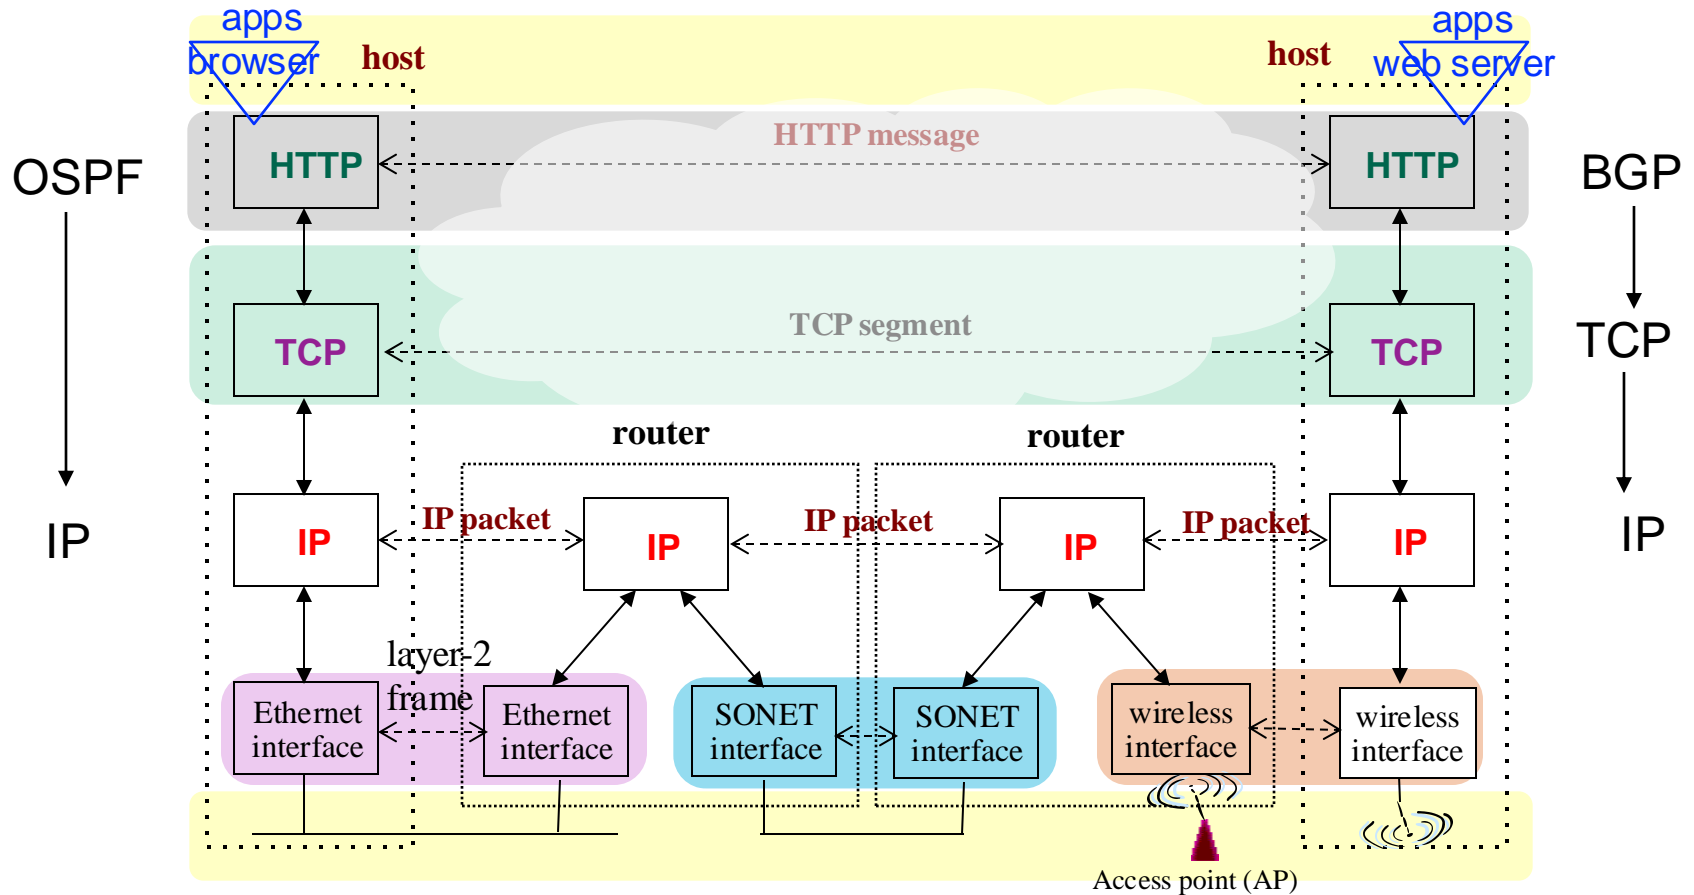 apps
browser
host
host
apps
web server
HTTP message
OSPF
HTTP
HTTP
BGP
TCP segment
TCP
TCP
TCP
router
router
IP packet
IP packet
IP packet
IP
IP
IP
IP
IP
IP
layer-2
frame
Ethernet
interface
Ethernet
interface
SONET
interface
SONET
interface
wireless
interface
wireless
interface
Access point (AP)